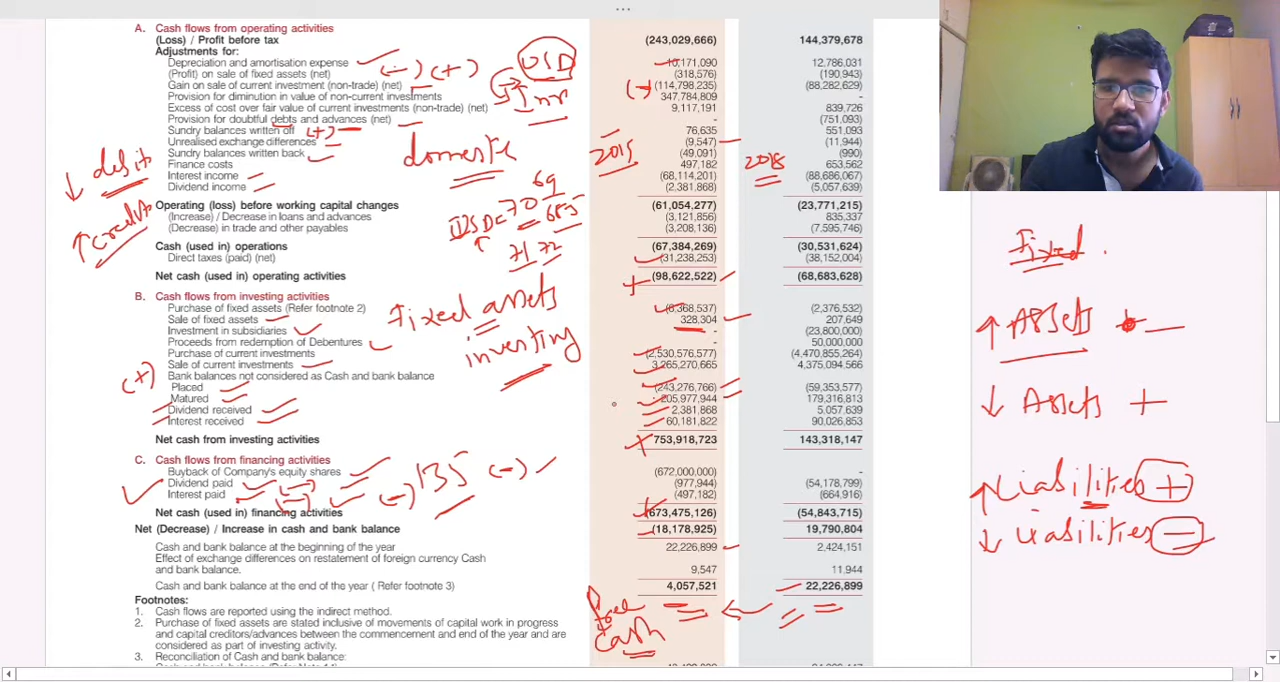 A. Cash flows from operating activities
(Loss) / Profit before tax (243,029,666) 144,379,678
Adjustments for:
Depreciation and amortisation expense 10,171,090 12,786,031
(Profit) on sale of fixed assets (net) (318,576) (190,943)
Gain on sale of current investment (non-trade) (net) (114,798,235) (88,282,629)
Provision for diminution in value of non-current investments 347,784,809 -
Excess of cost over fair value of current investments (non-trade) (net) 9,117,191 839,726
Provision for doubtful debts and advances (net) - (751,093)
Sundry balances written off 76,635 551,093
Unrealised exchange differences (9,547) (11,944)
Sundry balances written back (49,091) (990)
Finance costs 497,182 653,562
Interest income (68,114,201) (88,686,067)
Dividend income (2,381,868) (5,057,639)
Operating (loss) before working capital changes (61,054,277) (23,771,215)
(Increase) / Decrease in loans and advances (3,121,856) 835,337
(Decrease) in trade and other payables (3,208,136) (7,595,746)
Cash (used in) operations (67,384,269) (30,531,624)
Direct taxes (paid) (net) (31,238,253) (38,152,004)
Net cash (used in) operating activities (98,622,522) (68,683,628)
B. Cash flows from investing activities
Purchase of fixed assets (Refer footnote 2) (6,368,537) (2,376,532)
Sale of fixed assets 328,304 207,649
Investment in subsidiaries - (23,800,000)
Proceeds from redemption of Debentures - 50,000,000
Purchase of current investments (2,530,576,577) (4,470,855,264)
Sale of current investments 3,265,270,665 4,375,094,566
Bank balances not considered as Cash and bank balance
Placed (243,276,766) (59,353,577)
Matured 205,977,944 179,316,813
Dividend received 2,381,868 5,057,639
Interest received 60,181,822 90,026,853
Net cash from investing activities 753,918,723 143,318,147
C. Cash flows from financing activities
Buyback of Company's equity shares (672,000,000) -
Dividend paid (977,944) (54,178,799)
Interest paid (497,182) (664,916)
Net cash (used in) financing activities (673,475,126) (54,843,715)
Net (Decrease) / Increase in cash and bank balance (18,178,925) 19,790,804
Cash and bank balance at the beginning of the year 22,226,899 2,424,151
Effect of exchange differences on restatement of foreign currency Cash
and bank balance. 9,547 11,944
Cash and bank balance at the end of the year ( Refer footnote 3) 4,057,521 22,226,899
Footnotes:
1. Cash flows are reported using the indirect method.
2. Purchase of fixed assets are stated inclusive of movements of capital work in progress
and capital creditors/advances between the commencement and end of the year and are
considered as part of investing activity.
3. Reconciliation of Cash and bank balance:
USD
(-) (+)
(-)
(+)
domestic
2018
↓ debit
↑ credit
69
USD = 70
71 72
Fixed assets
investing
(+)
(-) 135 (-)
cash
Fixed.
↑ Assets -
↓ Assets +
↑ Liabilities +
↓ Liabilities -